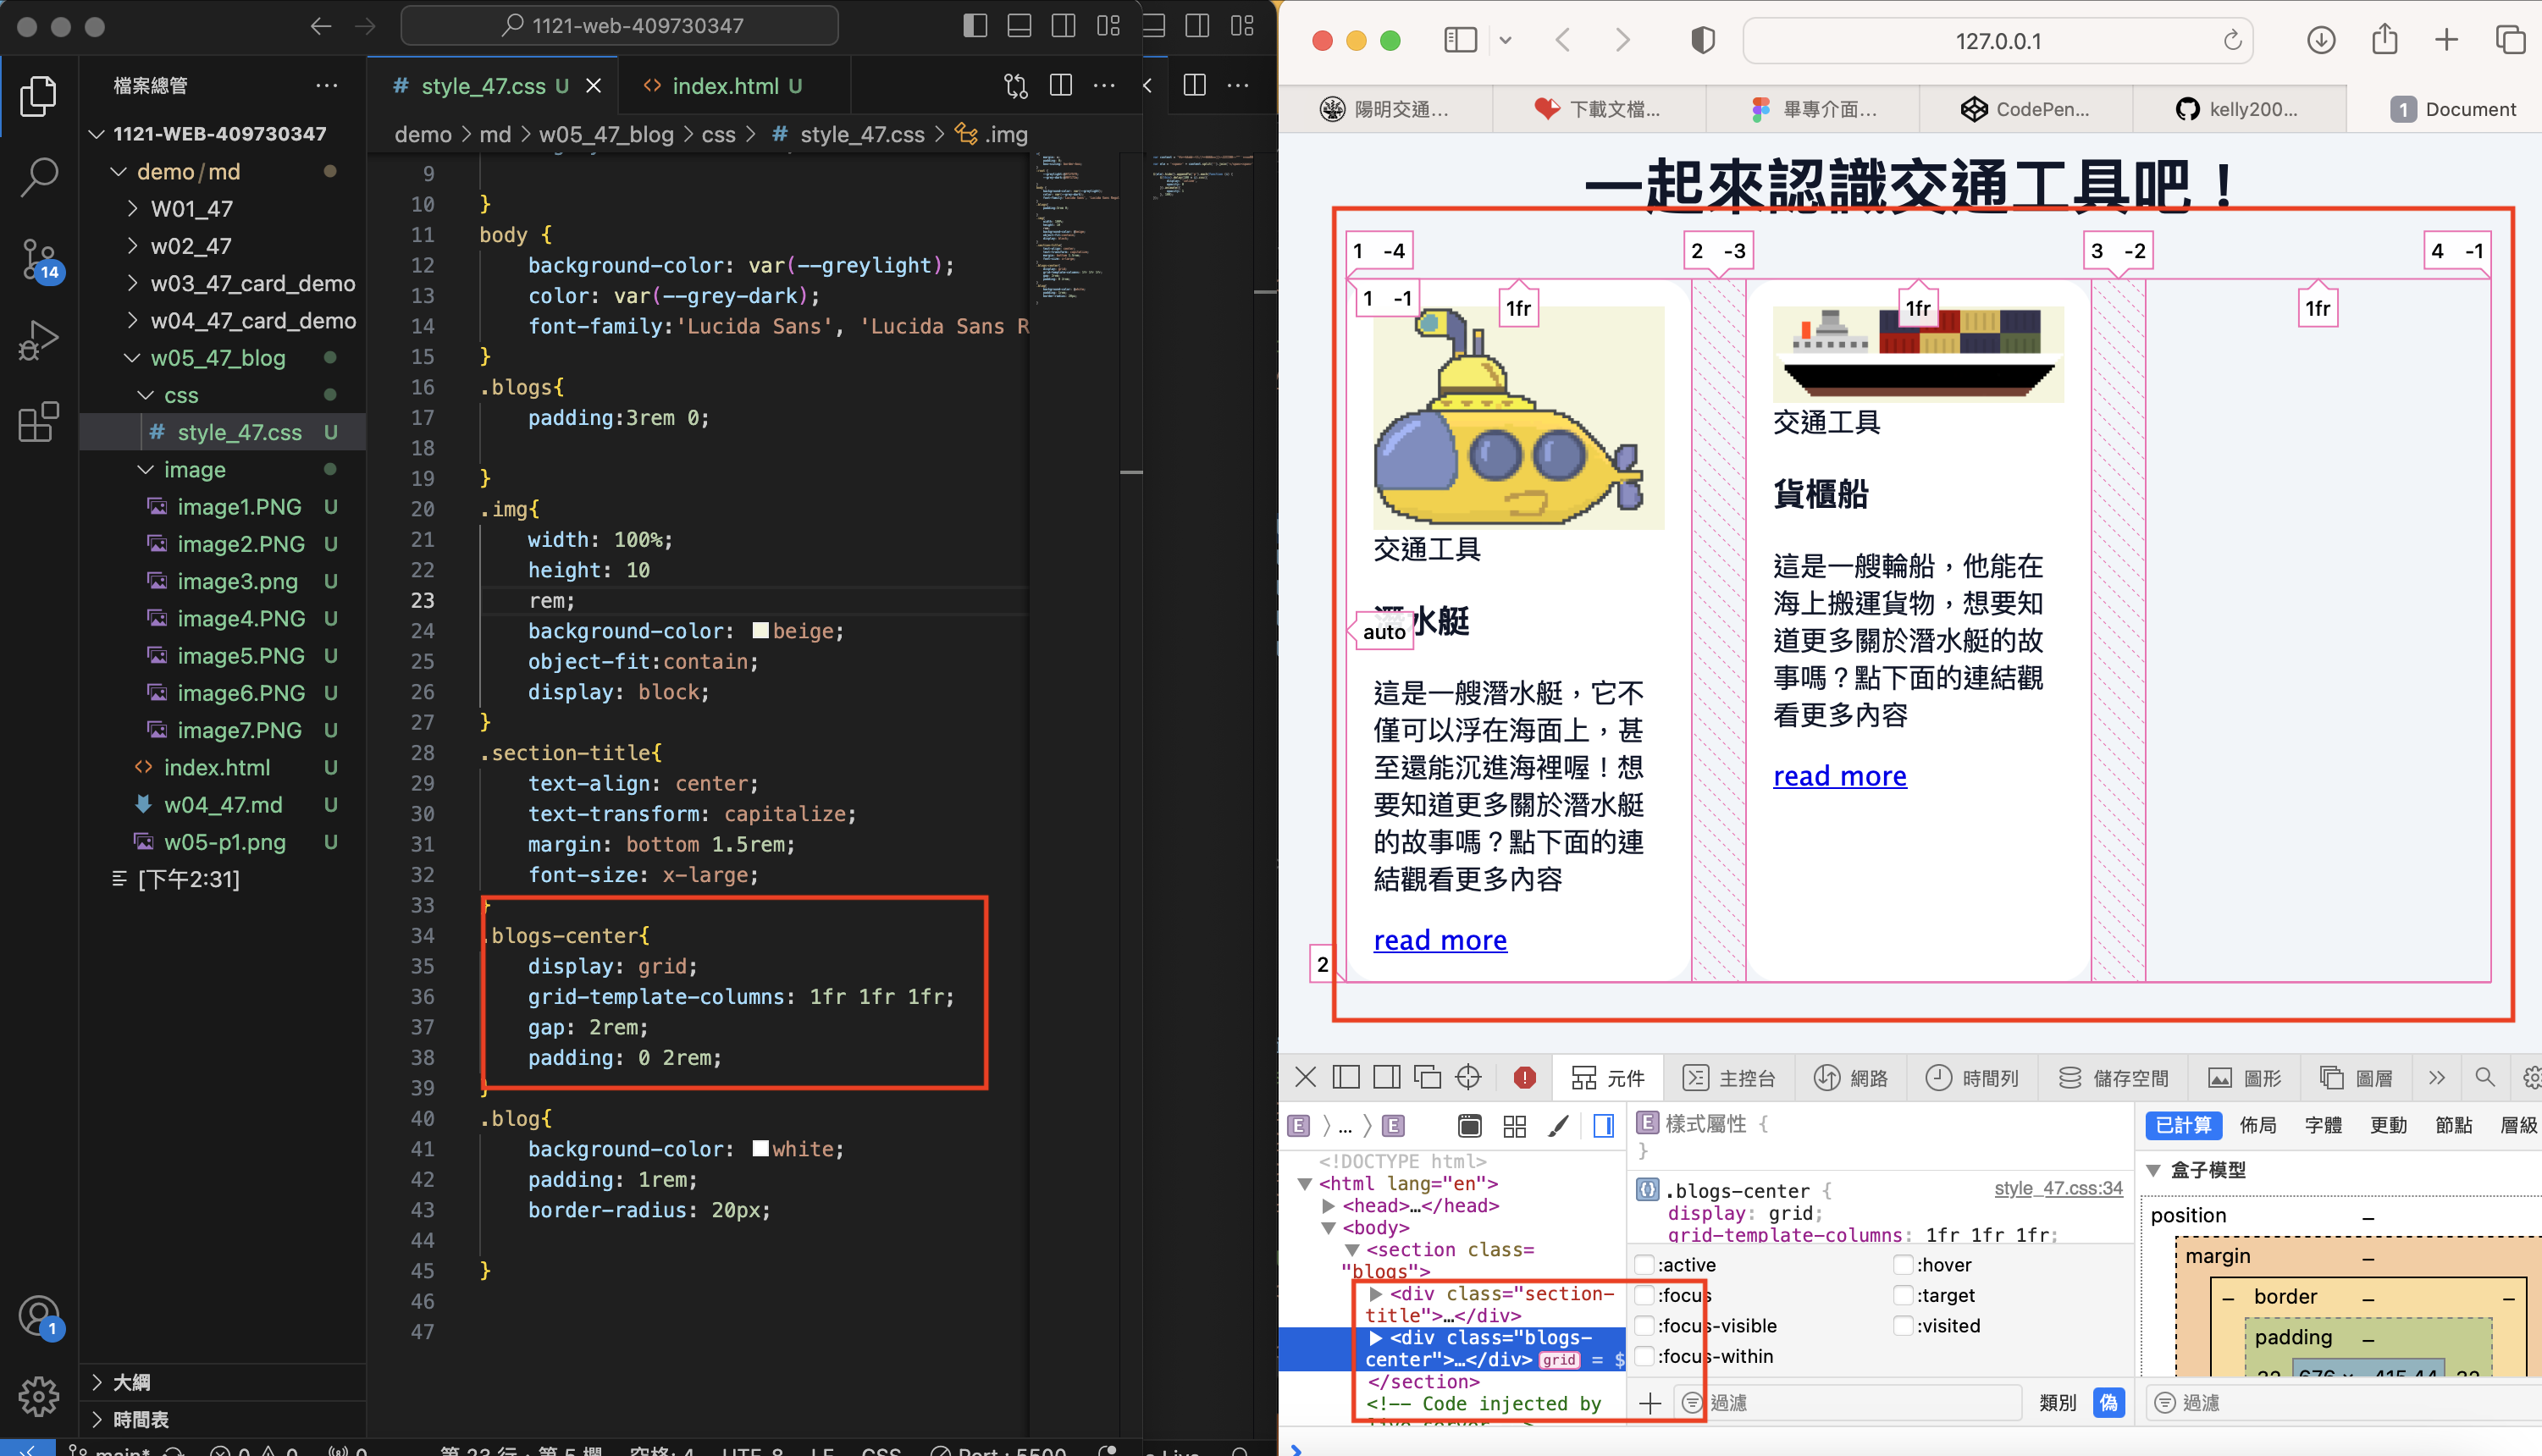 1121-web-409730347
檔案總管
1121-WEB-409730347
demo/md
W01_47
w02_47
w03_47_card_demo
w04_47_card_demo
w05_47_blog
css
# style_47.css U
image
image1.PNG U
image2.PNG U
image3.png U
image4.PNG U
image5.PNG U
image6.PNG U
image7.PNG U
<> index.html U
w04_47.md U
w05-p1.png U
[下午2:31]
大綱
時間表
14
1
# style_47.css U
<> index.html U
demo > md > w05_47_blog > css > # style_47.css > .img
9
10 }
11 body {
12 background-color: var(--greylight);
13 color: var(--grey-dark);
14 font-family:'Lucida Sans', 'Lucida Sans R
15 }
16 .blogs{
17 padding:3rem 0;
18
19 }
20 .img{
21 width: 100%;
22 height: 10
23 rem;
24 background-color: beige;
25 object-fit:contain;
26 display: block;
27 }
28 .section-title{
29 text-align: center;
30 text-transform: capitalize;
31 margin: bottom 1.5rem;
32 font-size: x-large;
33 }
34 .blogs-center{
35 display: grid;
36 grid-template-columns: 1fr 1fr 1fr;
37 gap: 2rem;
38 padding: 0 2rem;
39 }
40 .blog{
41 background-color: white;
42 padding: 1rem;
43 border-radius: 20px;
44
45 }
46
47
main* 0 0 0 第 23 行，第 5 欄 空格: 4 UTF-8 LF CSS Port : 5500
127.0.0.1
陽明交通...
下載文檔...
畢專介面...
CodePen...
kelly200...
1 Document
一起來認識交通工具吧！
1 -4
2 -3
3 -2
4 -1
1 -1
1fr
1fr
1fr
交通工具
auto
水艇
這是一艘潛水艇，它不
僅可以浮在海面上，甚
至還能沉進海裡喔！想
要知道更多關於潛水艇
的故事嗎？點下面的連
結觀看更多內容
read more
2
交通工具
貨櫃船
這是一艘輪船，他能在
海上搬運貨物，想要知
道更多關於潛水艇的故
事嗎？點下面的連結觀
看更多內容
read more
元件
主控台
網路
時間列
儲存空間
圖形
圖層
E > ... > E
<!DOCTYPE html>
<html lang="en">
<head>…</head>
<body>
<section class=
"blogs">
<div class="section-
title">…</div>
<div class="blogs-
center">…</div> grid = $
</section>
<!-- Code injected by
E 樣式屬性 {
}
.blogs-center { style_47.css:34
display: grid;
grid-template-columns: 1fr 1fr 1fr;
:active :hover
:focus :target
:focus-visible :visited
:focus-within
過濾 類別 偽
已計算 佈局 字體 更動 節點 層級
盒子模型
position –
margin –
– border – –
padding –
過濾